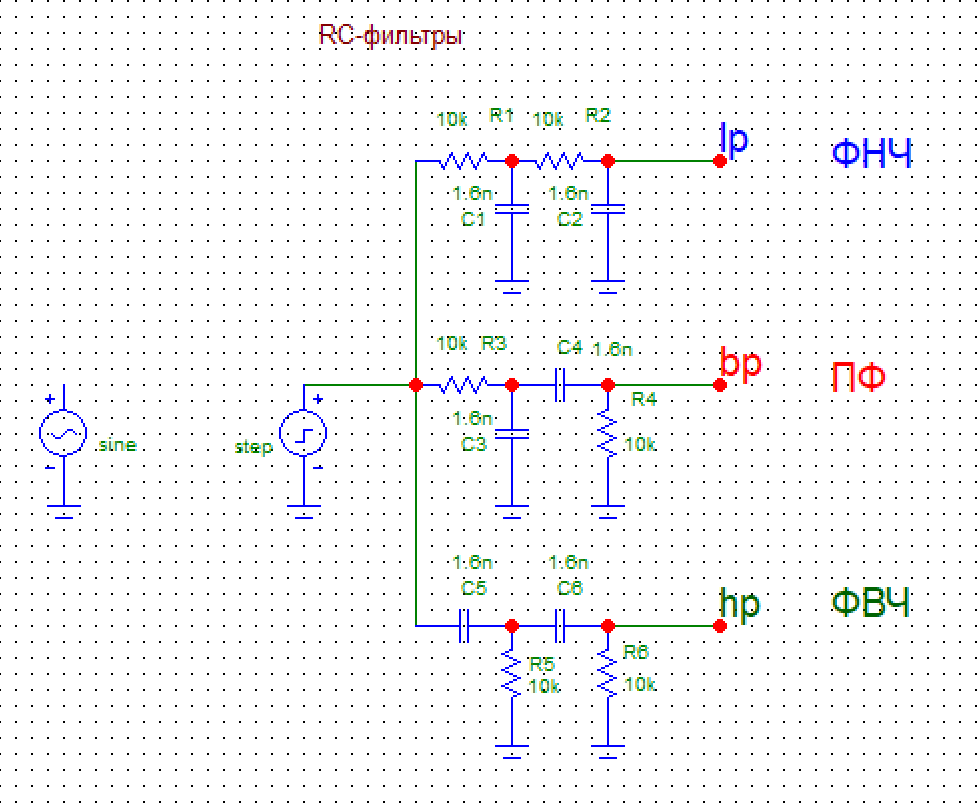 RC-фильтры
10k R1 10k R2
lp
ФНЧ
1.6n 1.6n
C1 C2
10k R3 C4 1.6n
bp
ПФ
R4
1.6n
C3 10k
+ +
sine step
- -
1.6n 1.6n
C5 C6
hp
ФВЧ
R5 R6
10k 10k